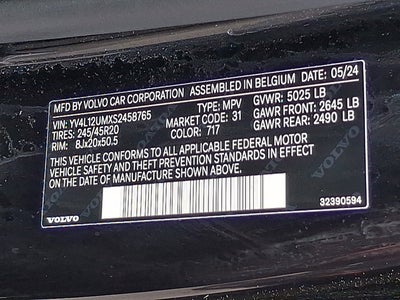 MFD BY VOLVO CAR CORPORATION ASSEMBLED IN BELGIUM DATE: 05/24
VIN: YV4L12UMXS2458765 TYPE: MPV GVWR: 5025 LB
TIRES: 245/45R20 MARKET CODE: 31 GAWR FRONT: 2645 LB
RIM: 8Jx20x50.5 COLOR: 717 GAWR REAR: 2490 LB
THIS VEHICLE CONFORMS TO ALL APPLICABLE FEDERAL MOTOR
VEHICLE SAFETY AND THEFT PREVENTION STANDARDS IN EFFECT
ON THE DATE OF MANUFACTURE SHOWN ABOVE.
VOLVO 32390594